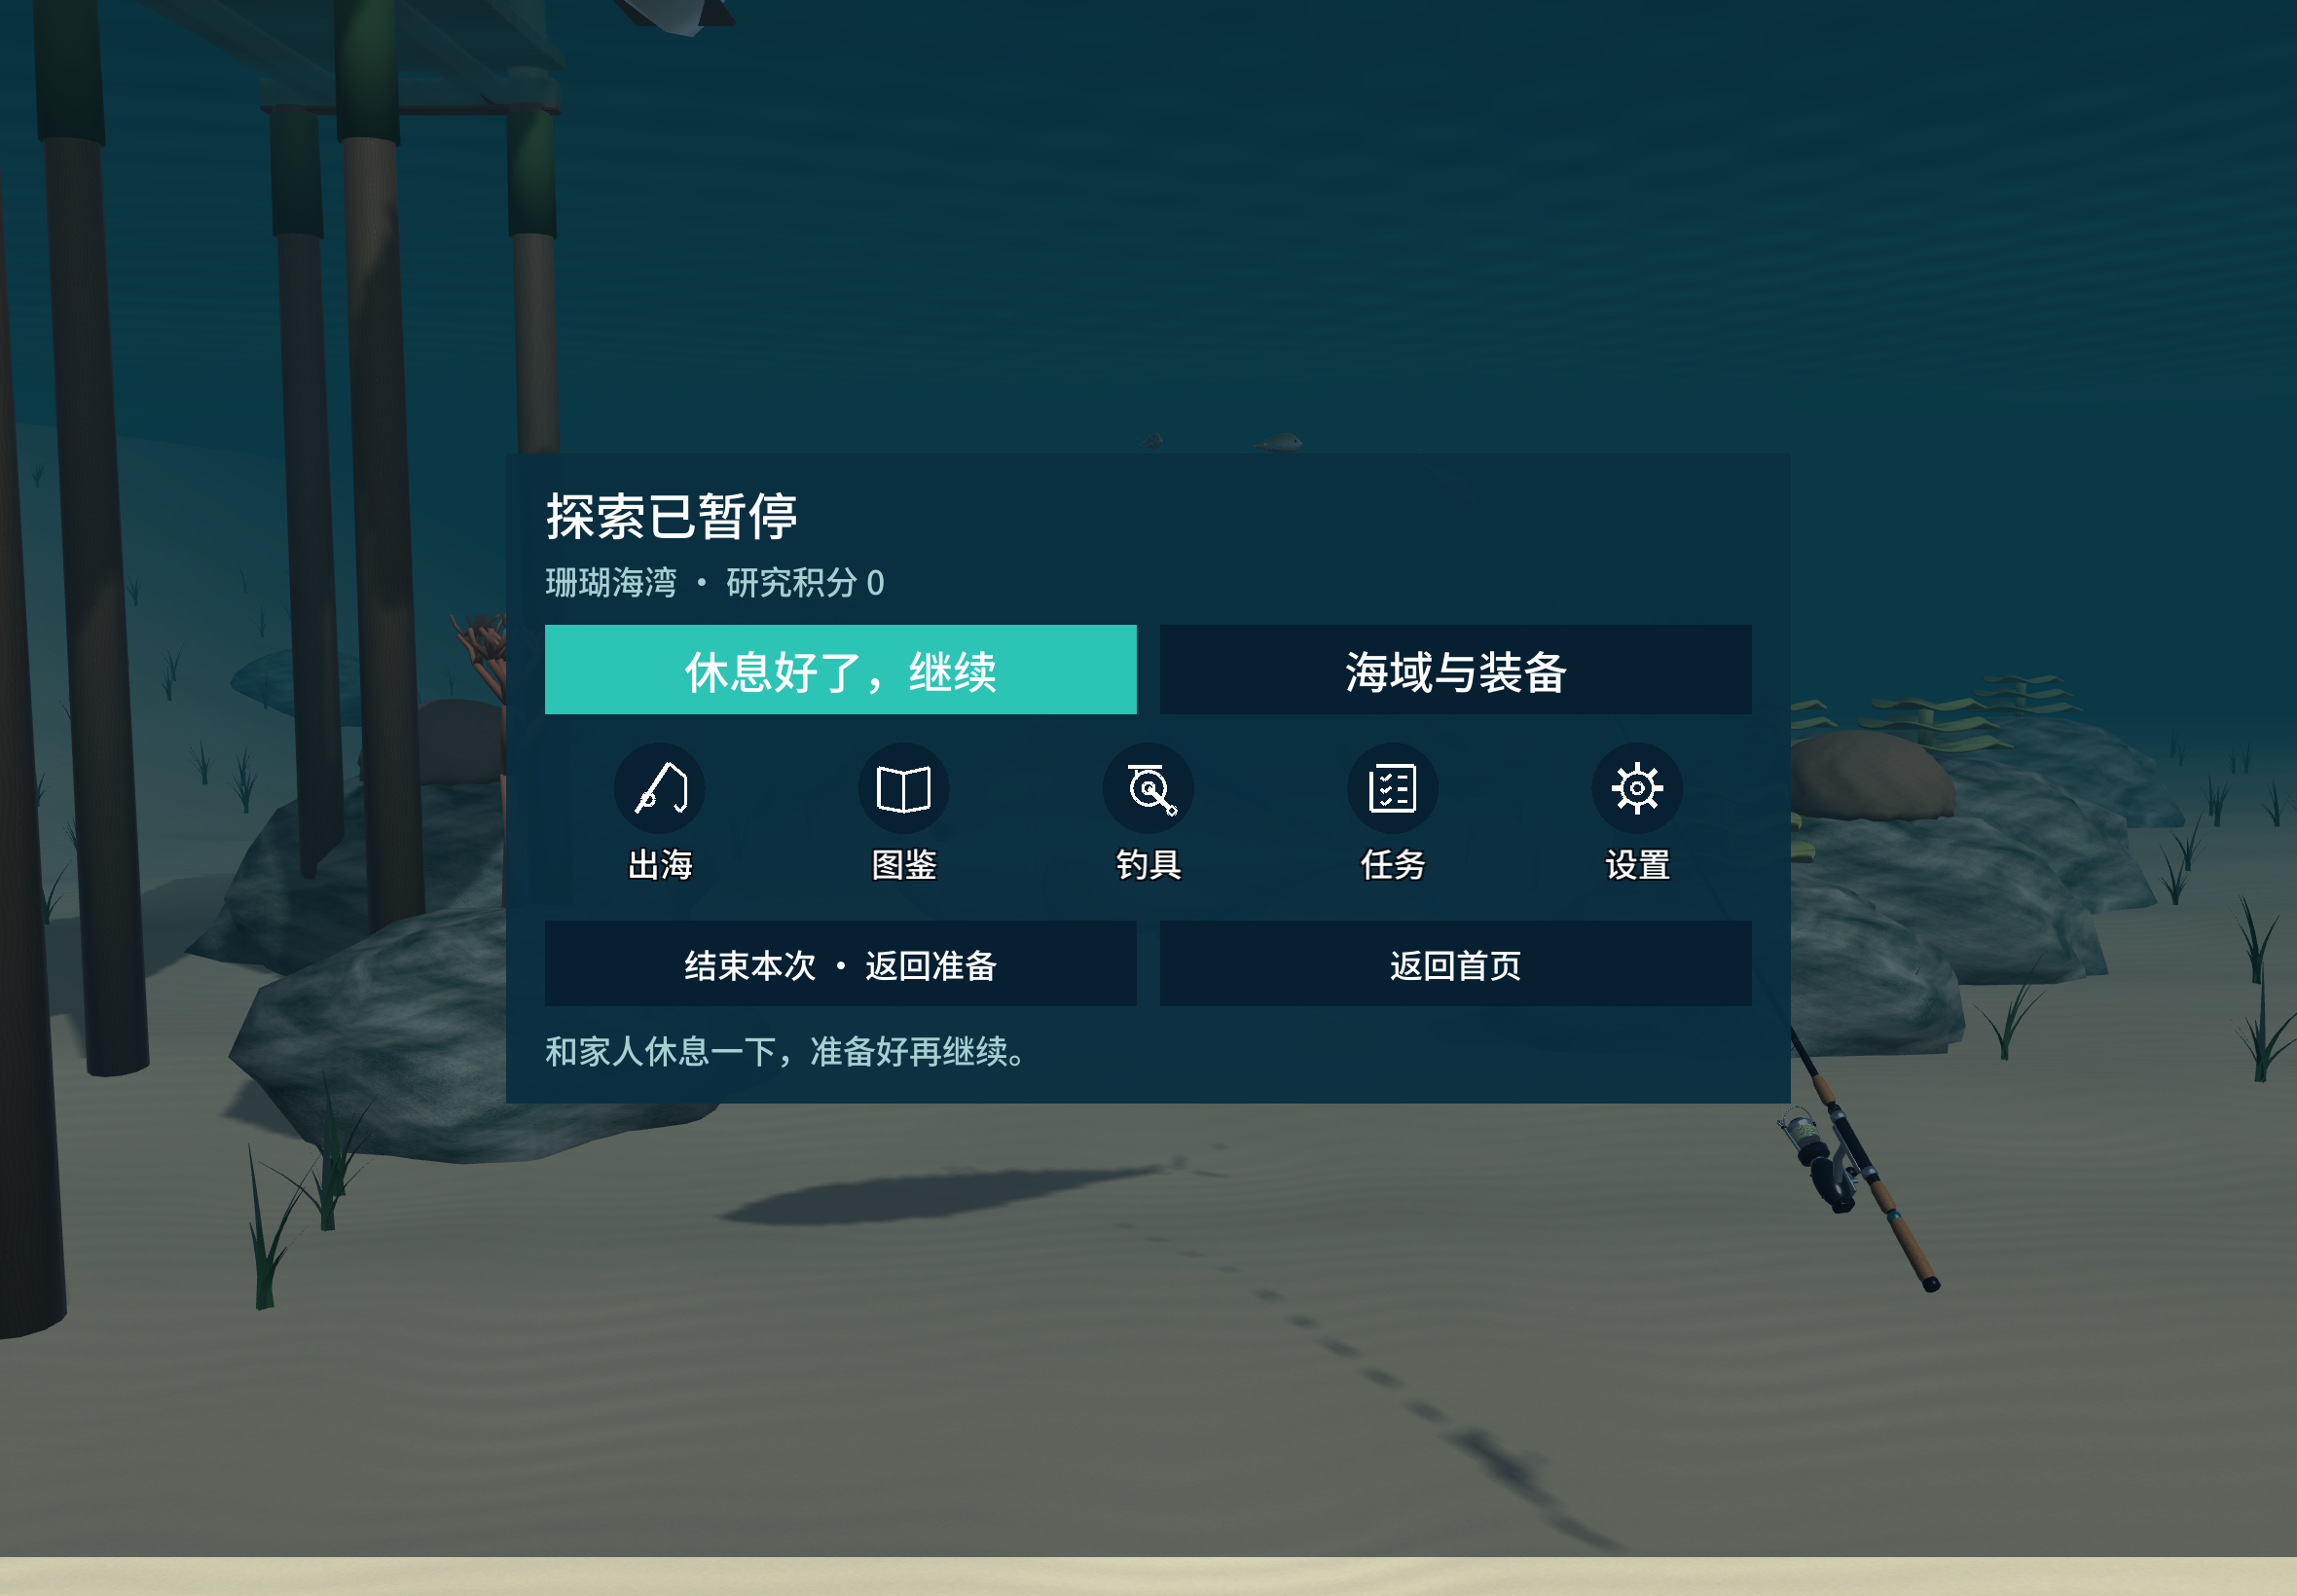 探索已暂停
珊瑚海湾 · 研究积分 0
休息好了，继续
海域与装备
出海
图鉴
钓具
任务
设置
结束本次 · 返回准备
返回首页
和家人休息一下，准备好再继续。